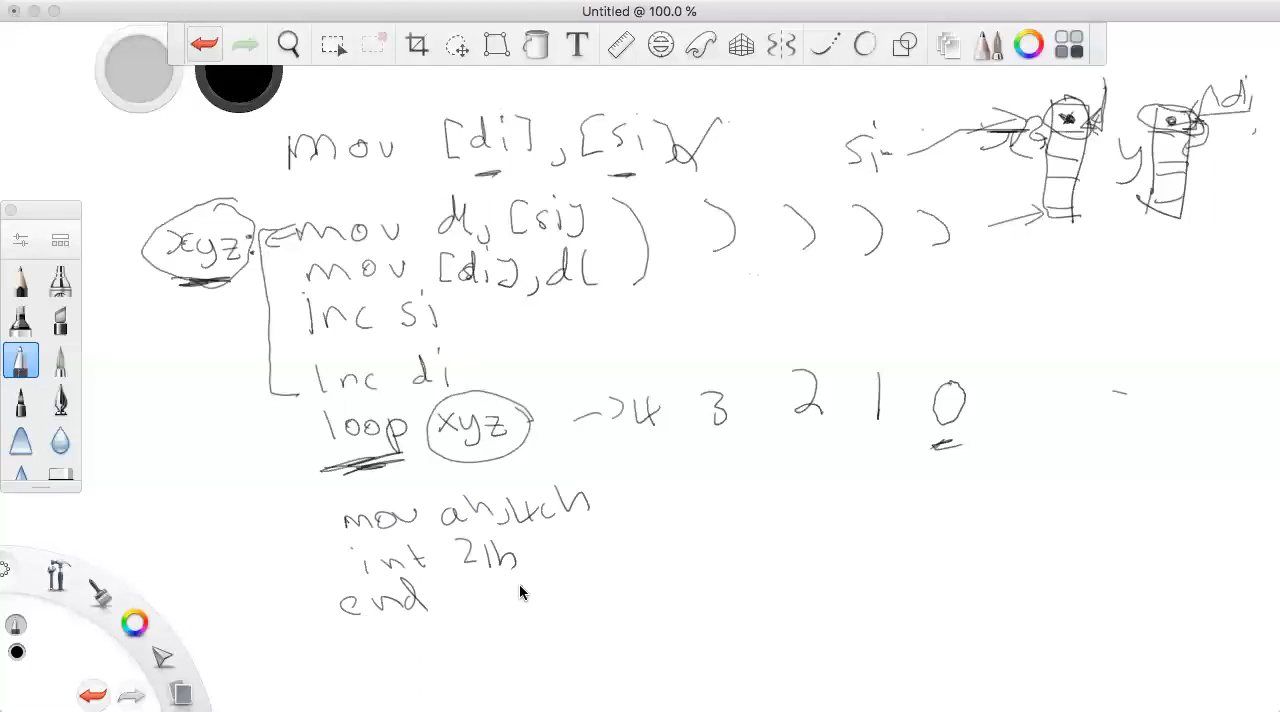 Untitled @ 100.0 %
mov [di], [si]
si
x
y
di
xyz: mov dl, [si]
mov [di], dl
inc si
inc di
loop xyz → 4 3 2 1 0
mov ah, 4ch
int 21h
end